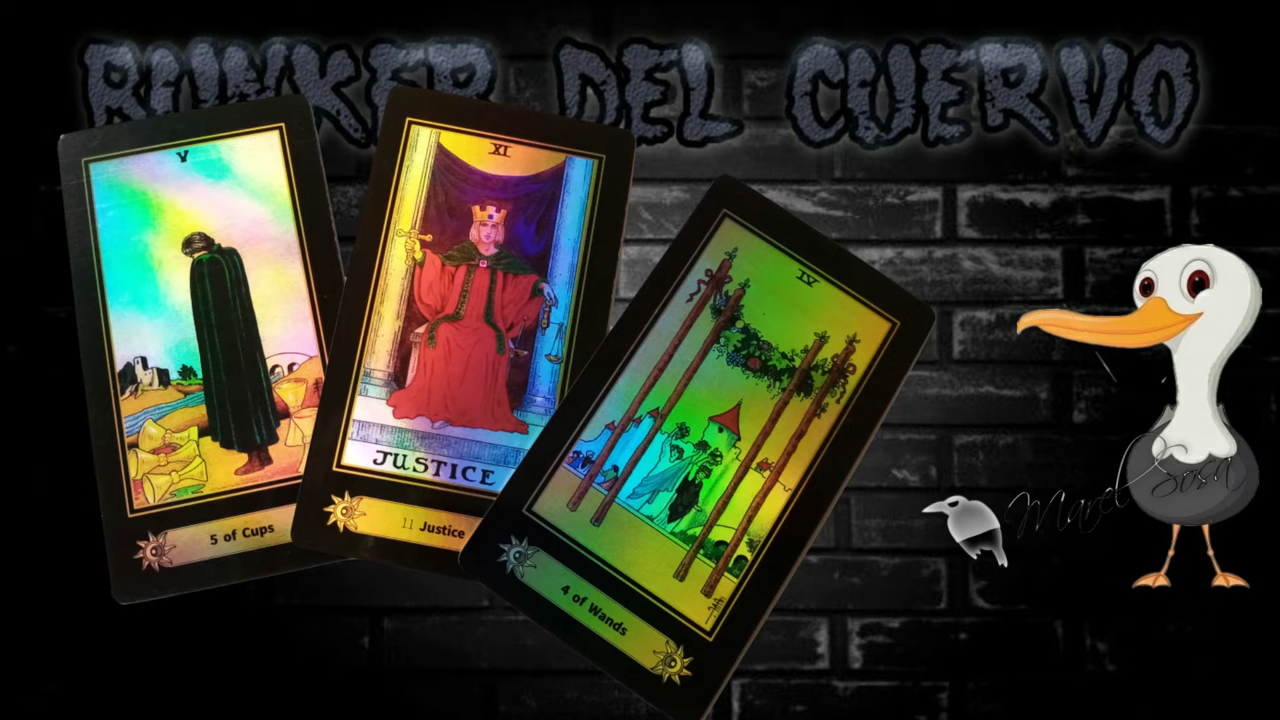 BUNKER DEL CUERVO
V
XI
IV
JUSTICE
5 of Cups
11 Justice
4 of Wands
Marcel Sosa